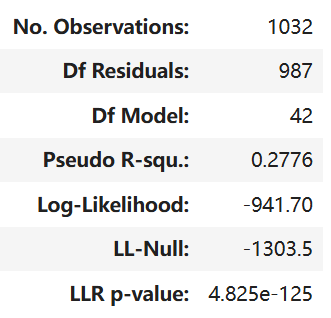 No. Observations: 1032
Df Residuals: 987
Df Model: 42
Pseudo R-squ.: 0.2776
Log-Likelihood: -941.70
LL-Null: -1303.5
LLR p-value: 4.825e-125